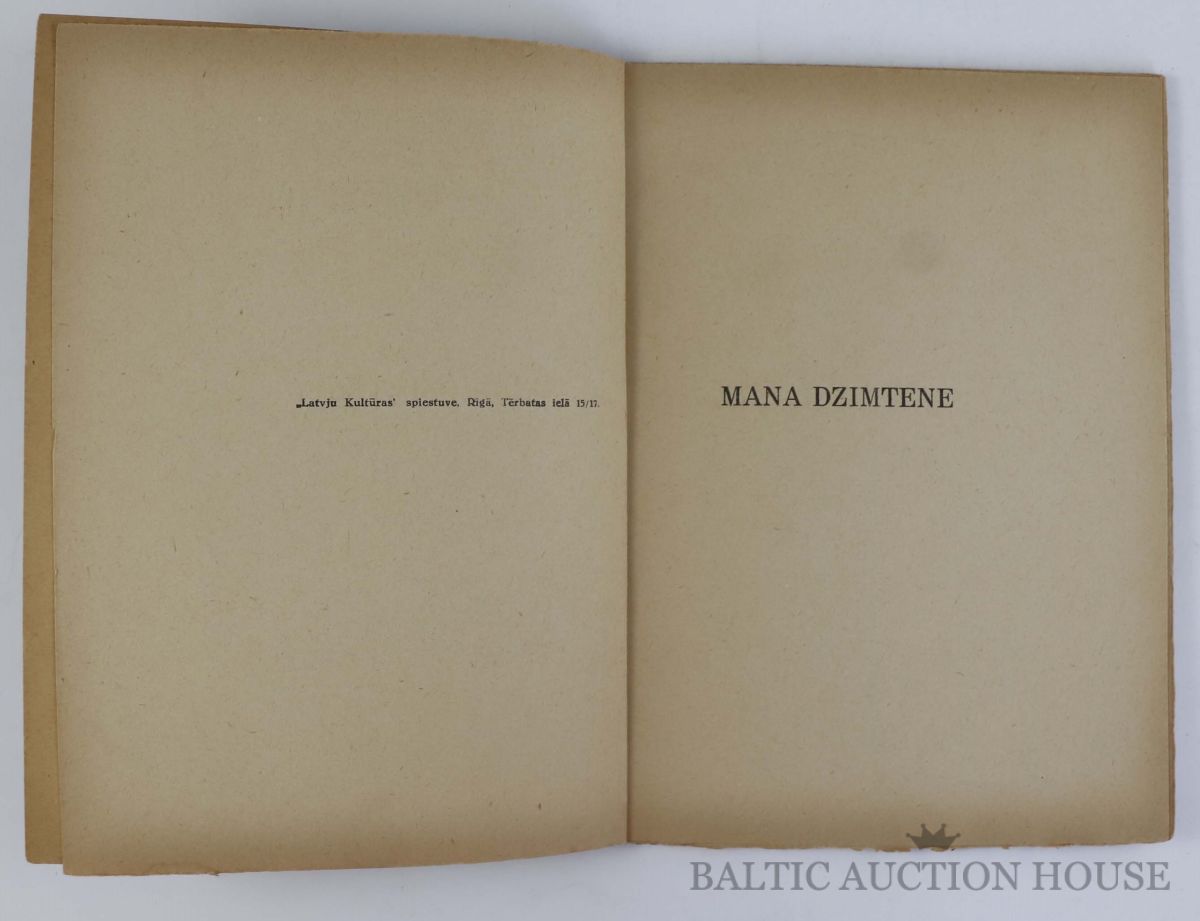 „Latvju Kultūras' spiestuve. Rīgā, Tērbatas ielā 15/17.
MANA DZIMTENE
BALTIC AUCTION HOUSE